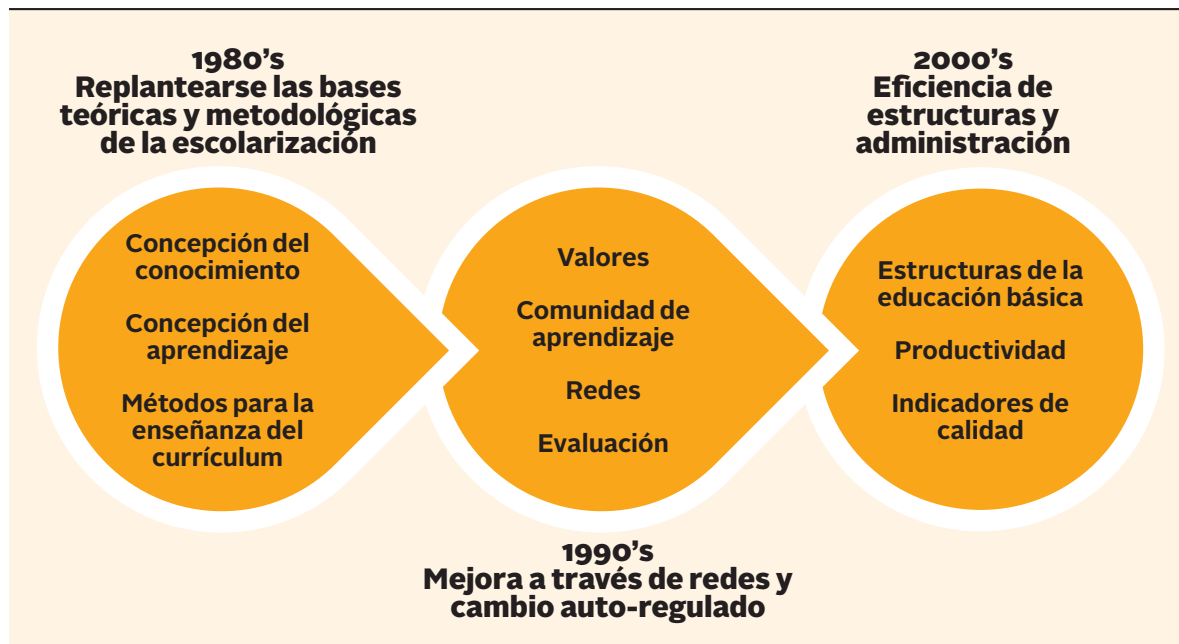 1980's
Replantearse las bases
teóricas y metodológicas
de la escolarización
Concepción del
conocimiento
Concepción del
aprendizaje
Métodos para la
enseñanza del
currículum
Valores
Comunidad de
aprendizaje
Redes
Evaluación
1990's
Mejora a través de redes y
cambio auto-regulado
2000's
Eficiencia de
estructuras y
administración
Estructuras de la
educación básica
Productividad
Indicadores de
calidad